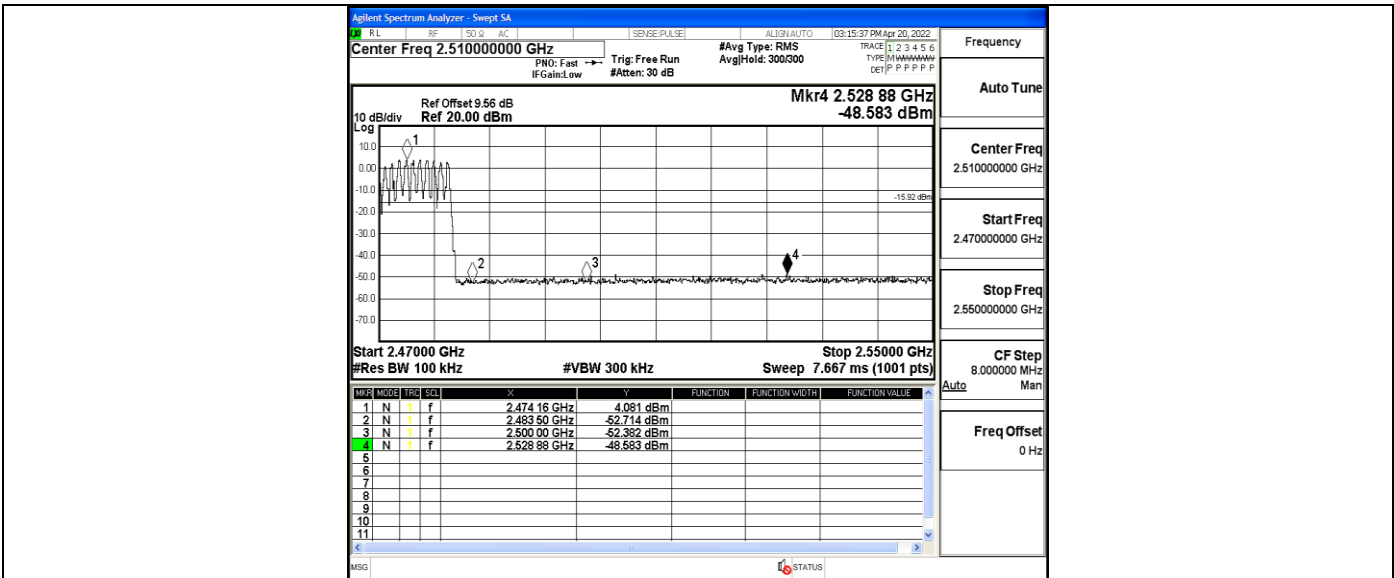 Agilent Spectrum Analyzer - Swept SA
LXI RL RF 50 Ω AC SENSE:PULSE ALIGN AUTO 03:15:37 PM Apr 20, 2022
Center Freq 2.510000000 GHz
PNO: Fast
IFGain:Low
Trig: Free Run
#Atten: 30 dB
#Avg Type: RMS
Avg|Hold: 300/300
TRACE 1 2 3 4 5 6
TYPE M WWWWW
DET P P P P P P
Mkr4 2.528 88 GHz
-48.583 dBm
Ref Offset 9.56 dB
10 dB/div Ref 20.00 dBm
Log
10.0
0.00
-10.0
-20.0
-30.0
-40.0
-50.0
-60.0
-70.0
1
2
3
4
-15.92 dBm
Start 2.47000 GHz Stop 2.55000 GHz
#Res BW 100 kHz #VBW 300 kHz Sweep 7.667 ms (1001 pts)
MKR MODE TRC SCL X Y FUNCTION FUNCTION WIDTH FUNCTION VALUE
1 N 1 f 2.474 16 GHz 4.081 dBm
2 N 1 f 2.483 50 GHz -52.714 dBm
3 N 1 f 2.500 00 GHz -52.382 dBm
4 N 1 f 2.528 88 GHz -48.583 dBm
5
6
7
8
9
10
11
MSG STATUS
Frequency
Auto Tune
Center Freq
2.510000000 GHz
Start Freq
2.470000000 GHz
Stop Freq
2.550000000 GHz
CF Step
8.000000 MHz
Auto Man
Freq Offset
0 Hz